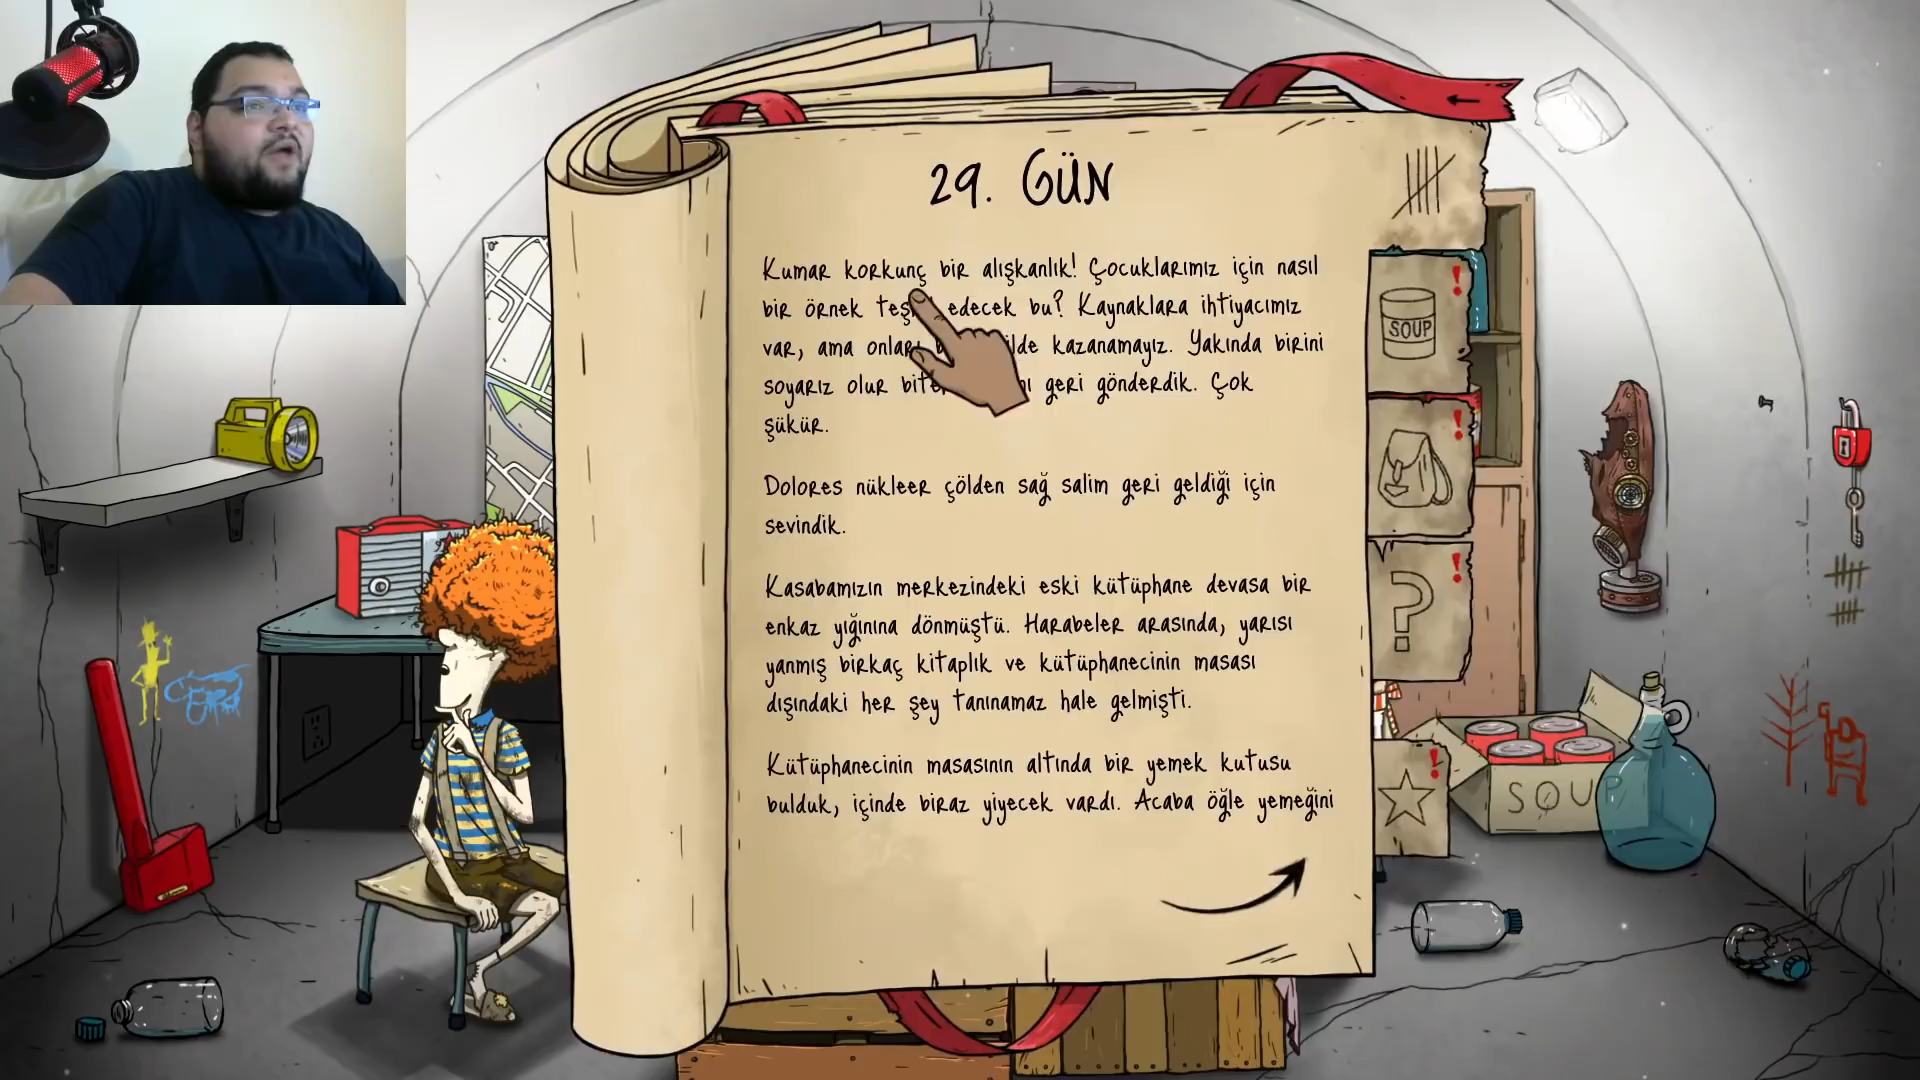 29. GÜN
Kumar korkunç bir alışkanlık! Çocuklarımız için nasıl
bir örnek edecek bu? Kaynaklara ihtiyacımız
var, ama onları kazanamayız. Yakında birini
soyarız olur geri gönderdik. Çok
şükür.
Dolores nükleer çölden sağ salim geri geldiği için
sevindik.
Kasabamızın merkezindeki eski kütüphane devasa bir
enkaz yığınına dönmüştü. Harabeler arasında, yarısı
yanmış birkaç kitaplık ve kütüphanecinin masası
dışındaki her şey tanınamaz hale gelmişti.
Kütüphanecinin masasının altında bir yemek kutusu
bulduk, içinde biraz yiyecek vardı. Acaba öğle yemeğini
!
SOUP
!
!
?
!
SOUP